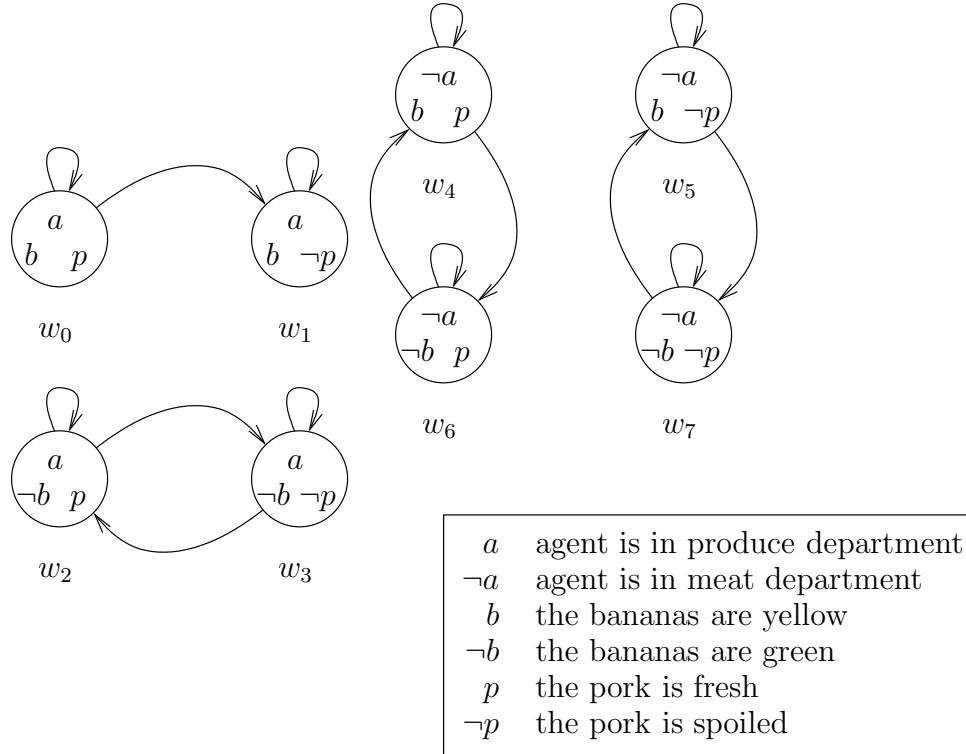 ¬a
b p
w₄
¬a
b ¬p
w₅
a
b p
w₀
a
b ¬p
w₁
¬a
¬b p
w₆
¬a
¬b ¬p
w₇
a
¬b p
w₂
a
¬b ¬p
w₃
a agent is in produce department
¬a agent is in meat department
b the bananas are yellow
¬b the bananas are green
p the pork is fresh
¬p the pork is spoiled